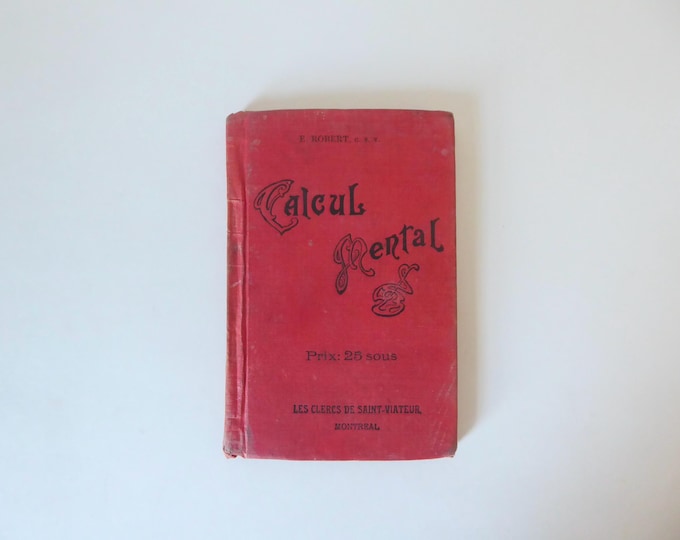 E. ROBERT, C. S. V.
Calcul
Mental
Prix: 25 sous
LES CLERCS DE SAINT-VIATEUR,
MONTREAL